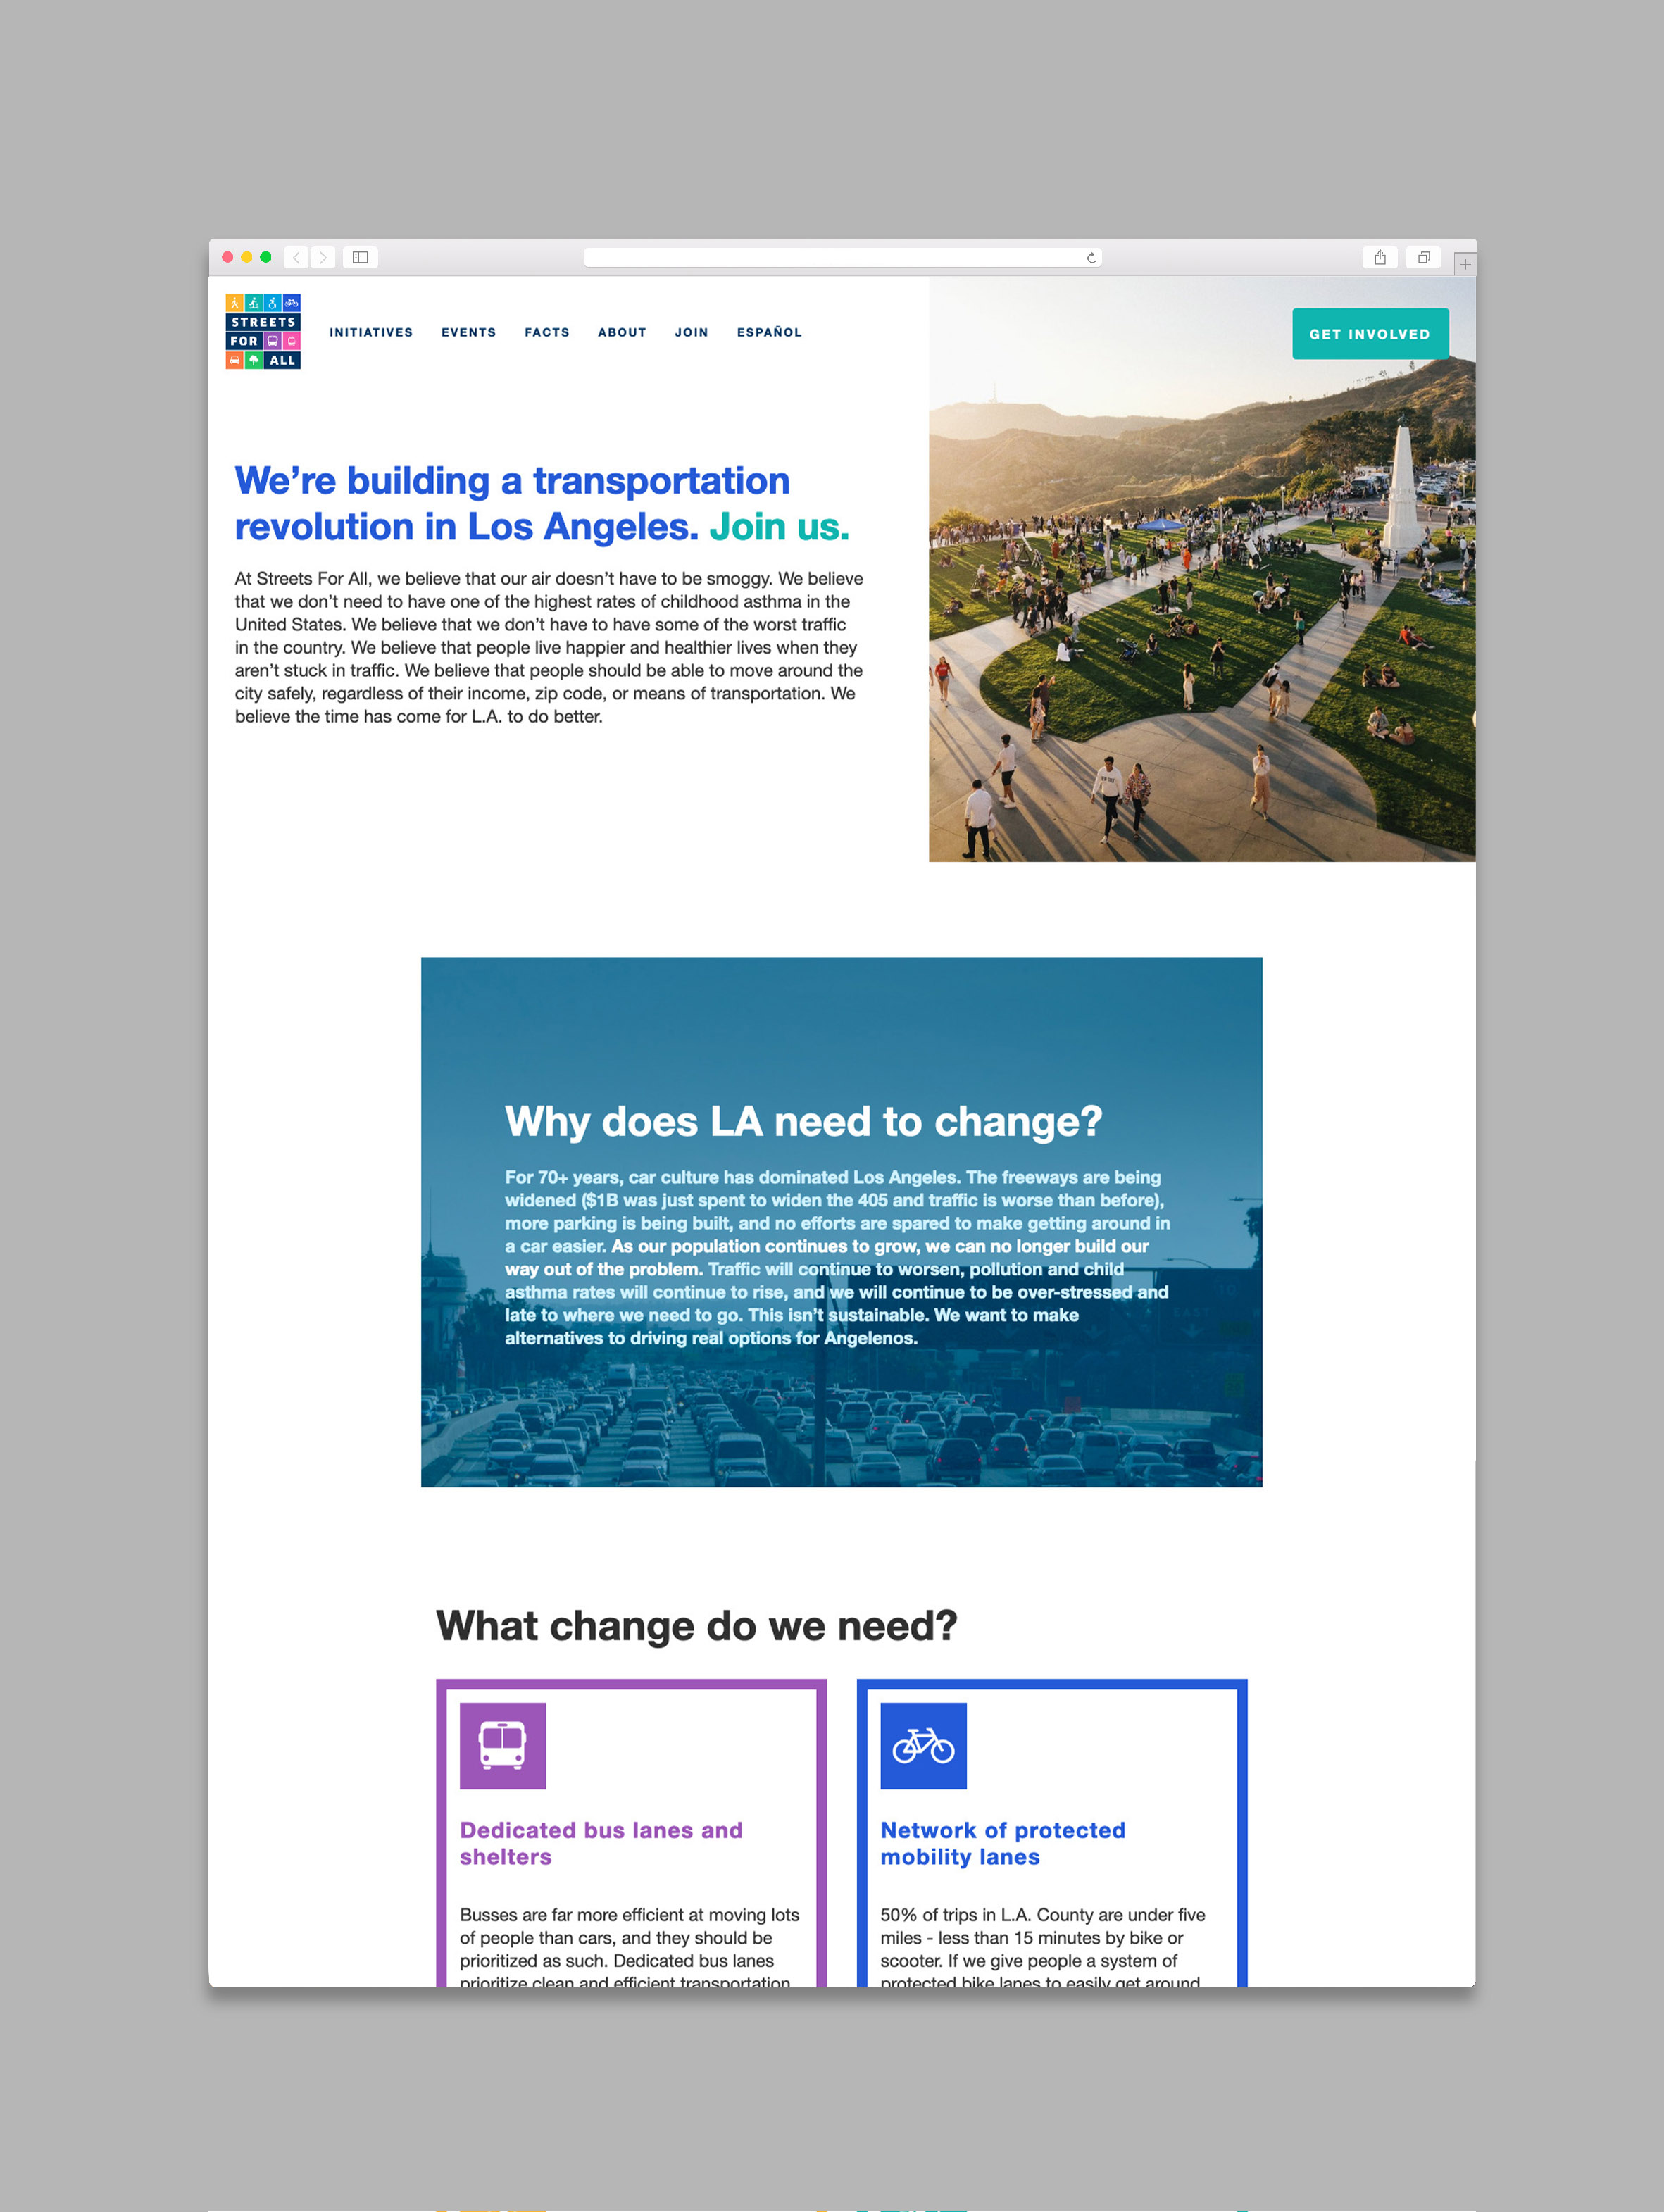 STREETS
FOR
ALL
INITIATIVES
EVENTS
FACTS
ABOUT
JOIN
ESPAÑOL
GET INVOLVED
We’re building a transportation
revolution in Los Angeles. Join us.
At Streets For All, we believe that our air doesn’t have to be smoggy. We believe
that we don’t need to have one of the highest rates of childhood asthma in the
United States. We believe that we don’t have to have some of the worst traffic
in the country. We believe that people live happier and healthier lives when they
aren’t stuck in traffic. We believe that people should be able to move around the
city safely, regardless of their income, zip code, or means of transportation. We
believe the time has come for L.A. to do better.
Why does LA need to change?
For 70+ years, car culture has dominated Los Angeles. The freeways are being
widened ($1B was just spent to widen the 405 and traffic is worse than before),
more parking is being built, and no efforts are spared to make getting around in
a car easier. As our population continues to grow, we can no longer build our
way out of the problem. Traffic will continue to worsen, pollution and child
asthma rates will continue to rise, and we will continue to be over-stressed and
late to where we need to go. This isn’t sustainable. We want to make
alternatives to driving real options for Angelenos.
10
EAST
What change do we need?
Dedicated bus lanes and
shelters
Busses are far more efficient at moving lots
of people than cars, and they should be
prioritized as such. Dedicated bus lanes
prioritize clean and efficient transportation
Network of protected
mobility lanes
50% of trips in L.A. County are under five
miles - less than 15 minutes by bike or
scooter. If we give people a system of
protected bike lanes to easily get around